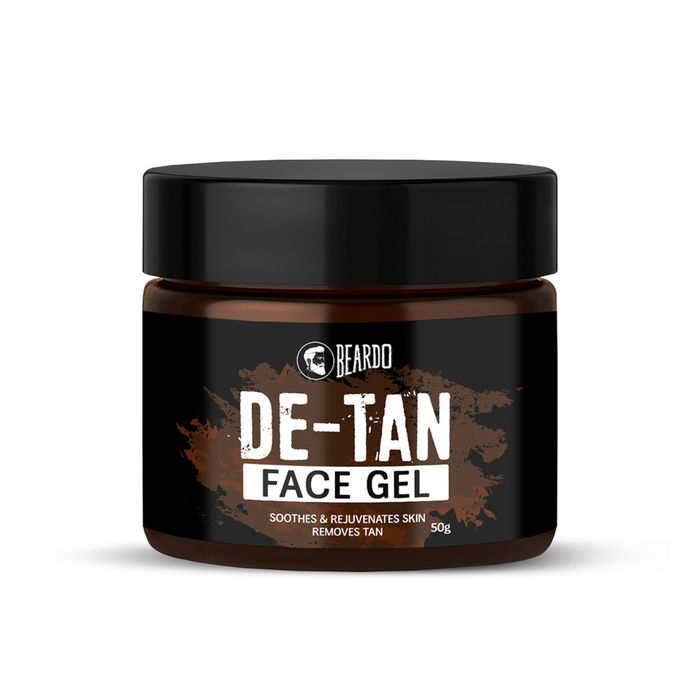 BEARDO
DE-TAN
FACE GEL
SOOTHES & REJUVENATES SKIN
REMOVES TAN
50g